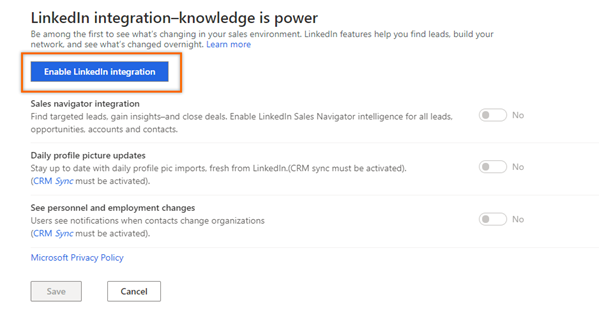 LinkedIn integration–knowledge is power
Be among the first to see what's changing in your sales environment. LinkedIn features help you find leads, build your
network, and see what's changed overnight. Learn more
Enable LinkedIn integration
Sales navigator integration
Find targeted leads, gain insights–and close deals. Enable LinkedIn Sales Navigator intelligence for all leads,
opportunities, accounts and contacts.
No
Daily profile picture updates
Stay up to date with daily profile pic imports, fresh from LinkedIn.(CRM sync must be activated).
(CRM Sync must be activated).
No
See personnel and employment changes
Users see notifications when contacts change organizations
(CRM Sync must be activated).
No
Microsoft Privacy Policy
Save
Cancel